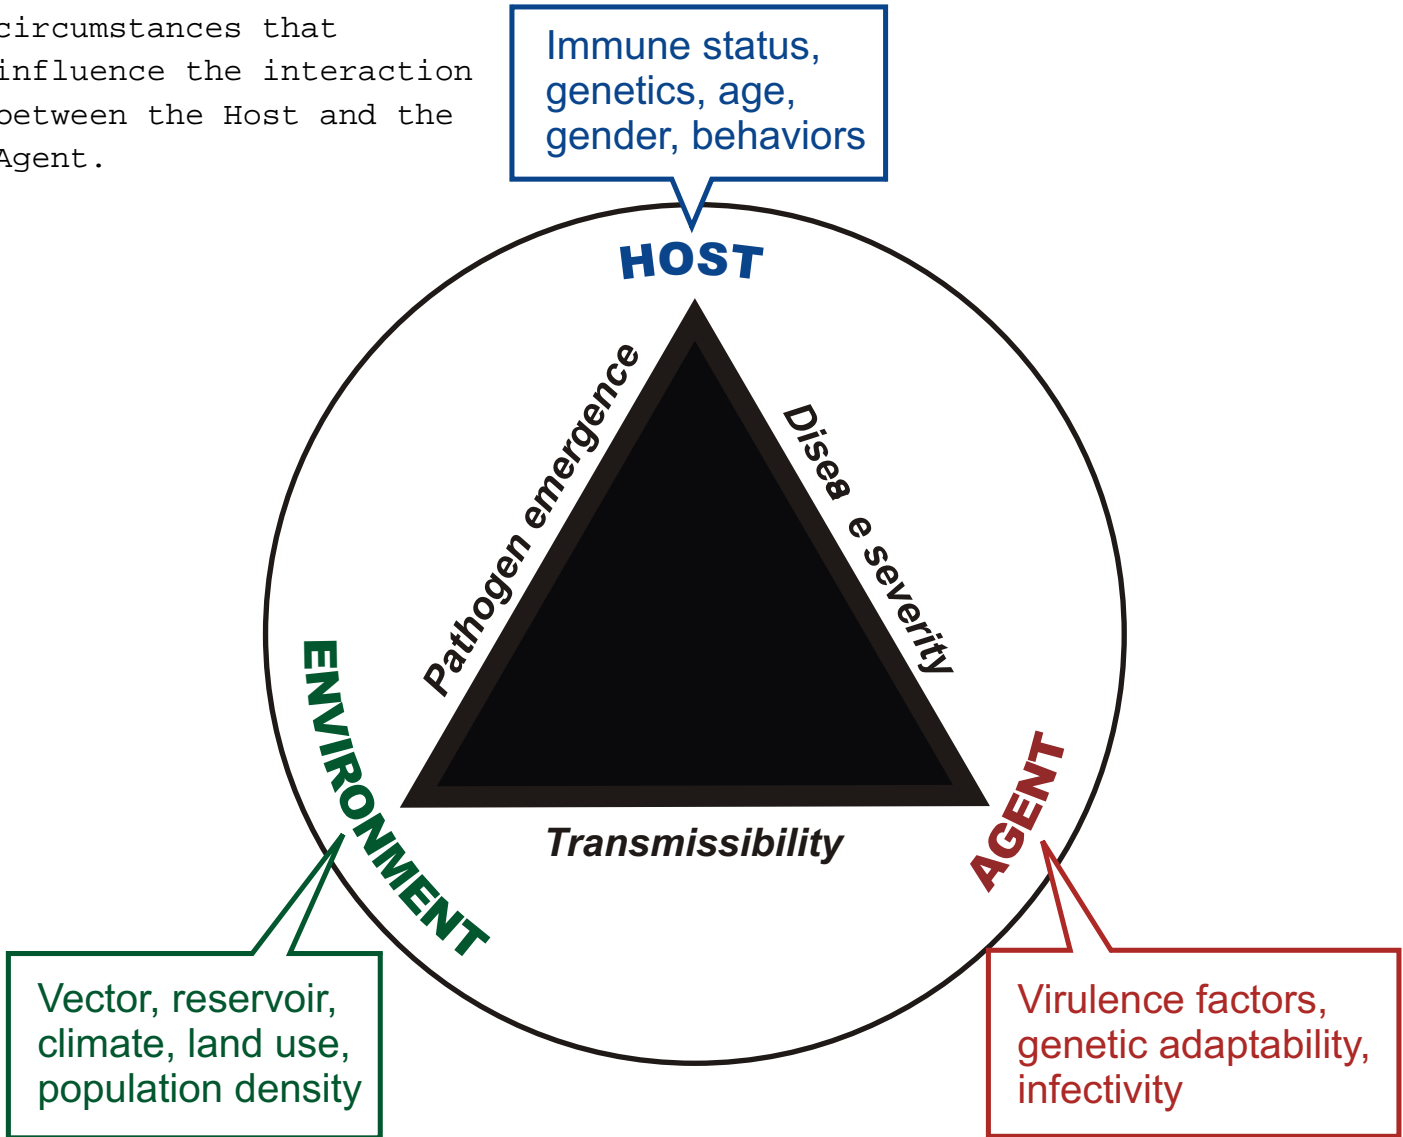 circumstances that
influence the interaction
between the Host and the
Agent.
Immune status,
genetics, age,
gender, behaviors
HOST
Pathogen emergence
Disea e severity
ENVIRONMENT
AGENT
Transmissibility
Vector, reservoir,
climate, land use,
population density
Virulence factors,
genetic adaptability,
infectivity